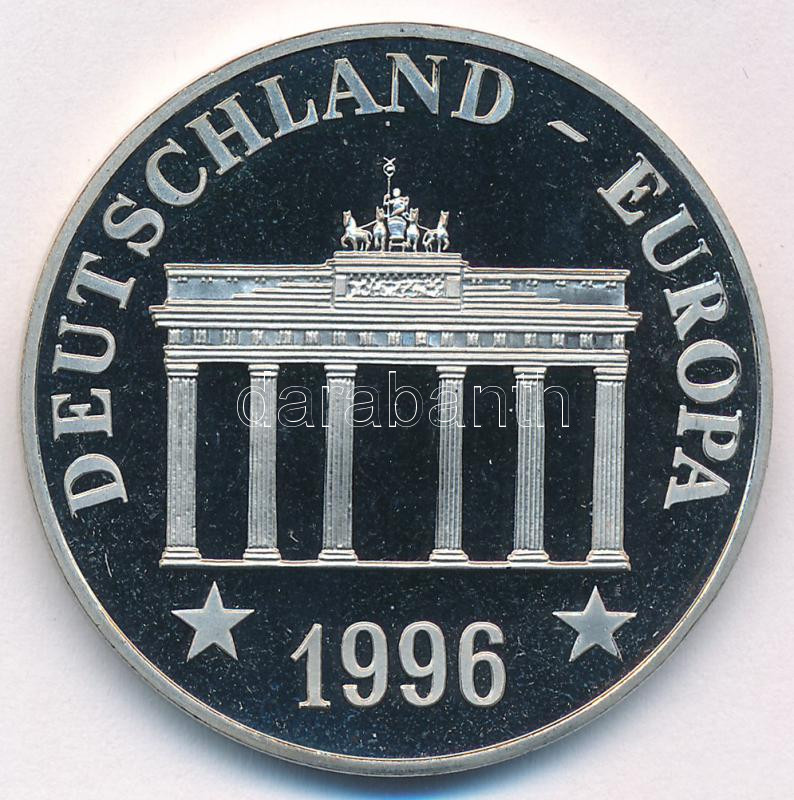 DEUTSCHLAND - EUROPA
darabanth
1996